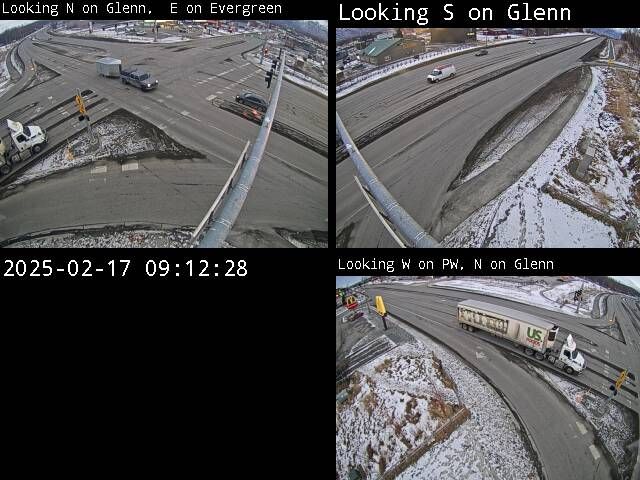 Looking N on Glenn,  E on Evergreen
Looking S on Glenn
2025-02-17 09:12:28
Looking W on PW, N on Glenn
US